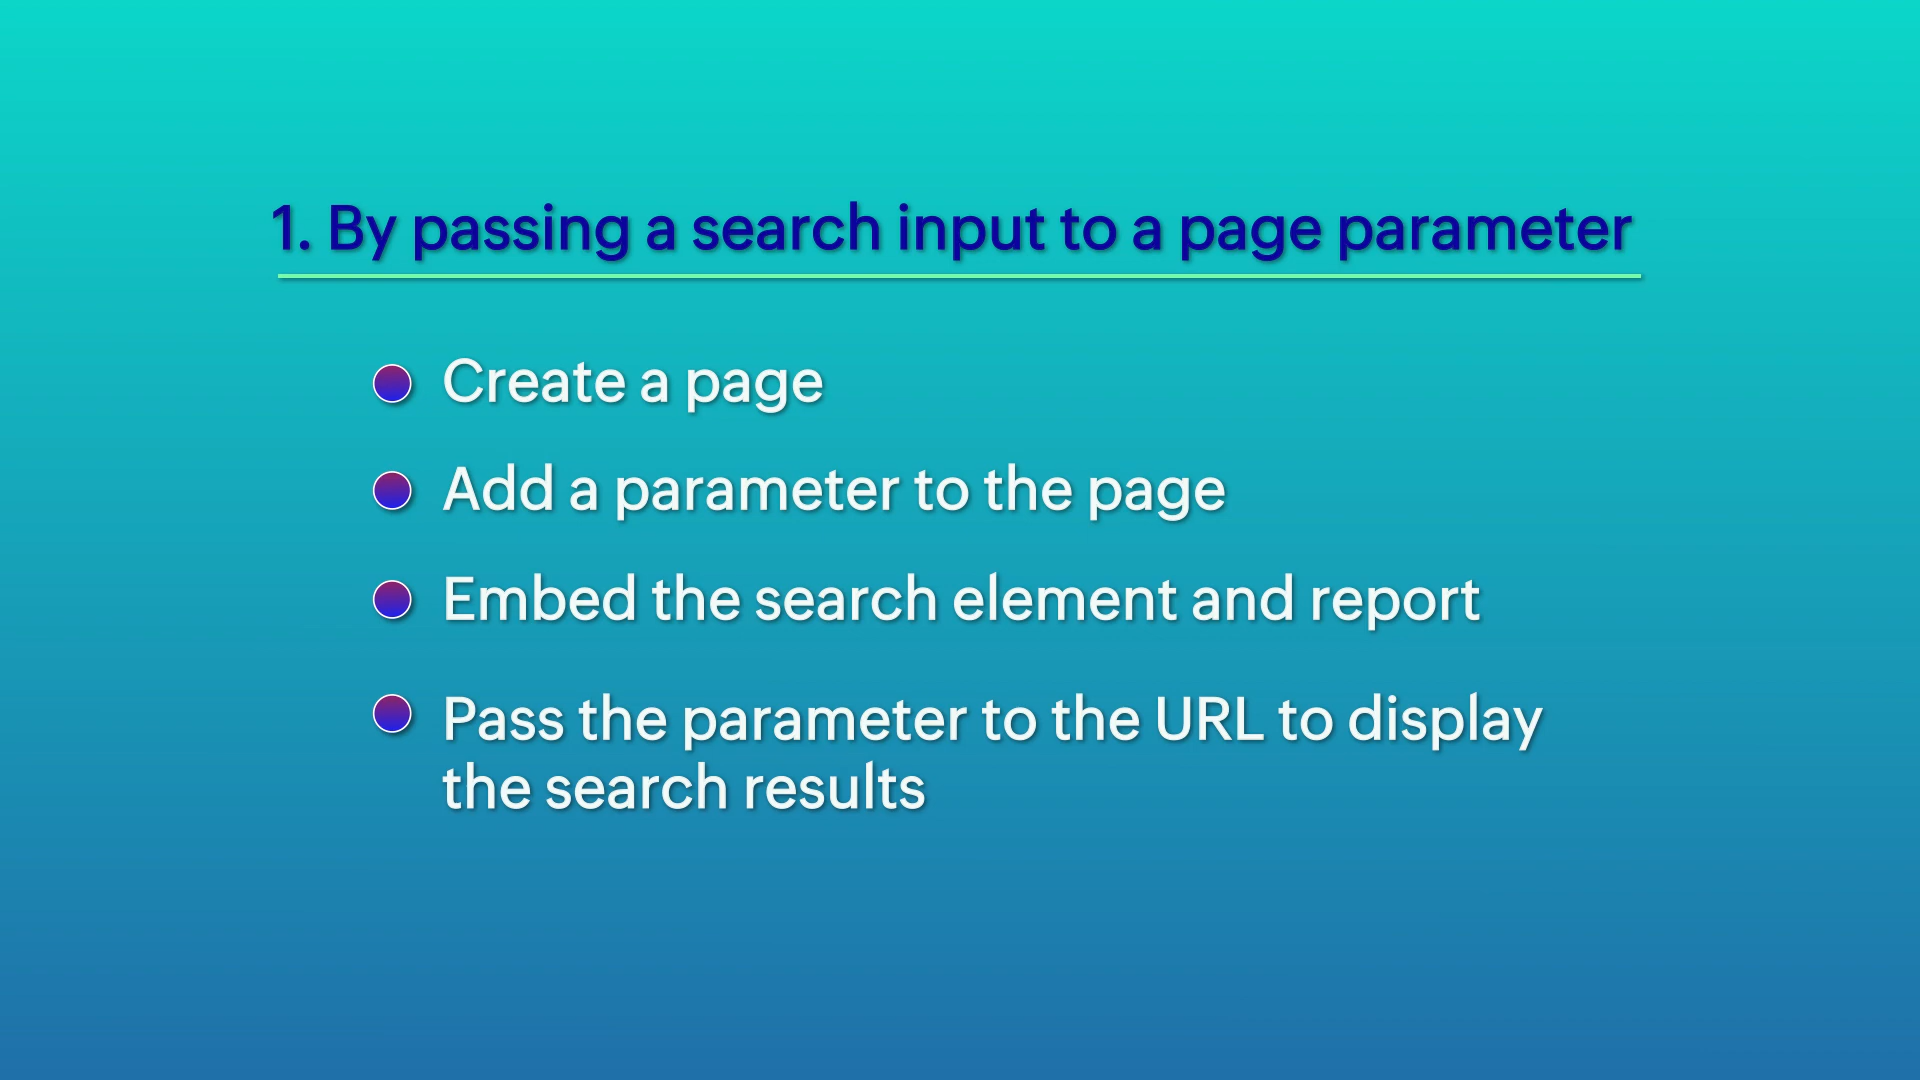 1. By passing a search input to a page parameter
Create a page
Add a parameter to the page
Embed the search element and report
Pass the parameter to the URL to display
the search results